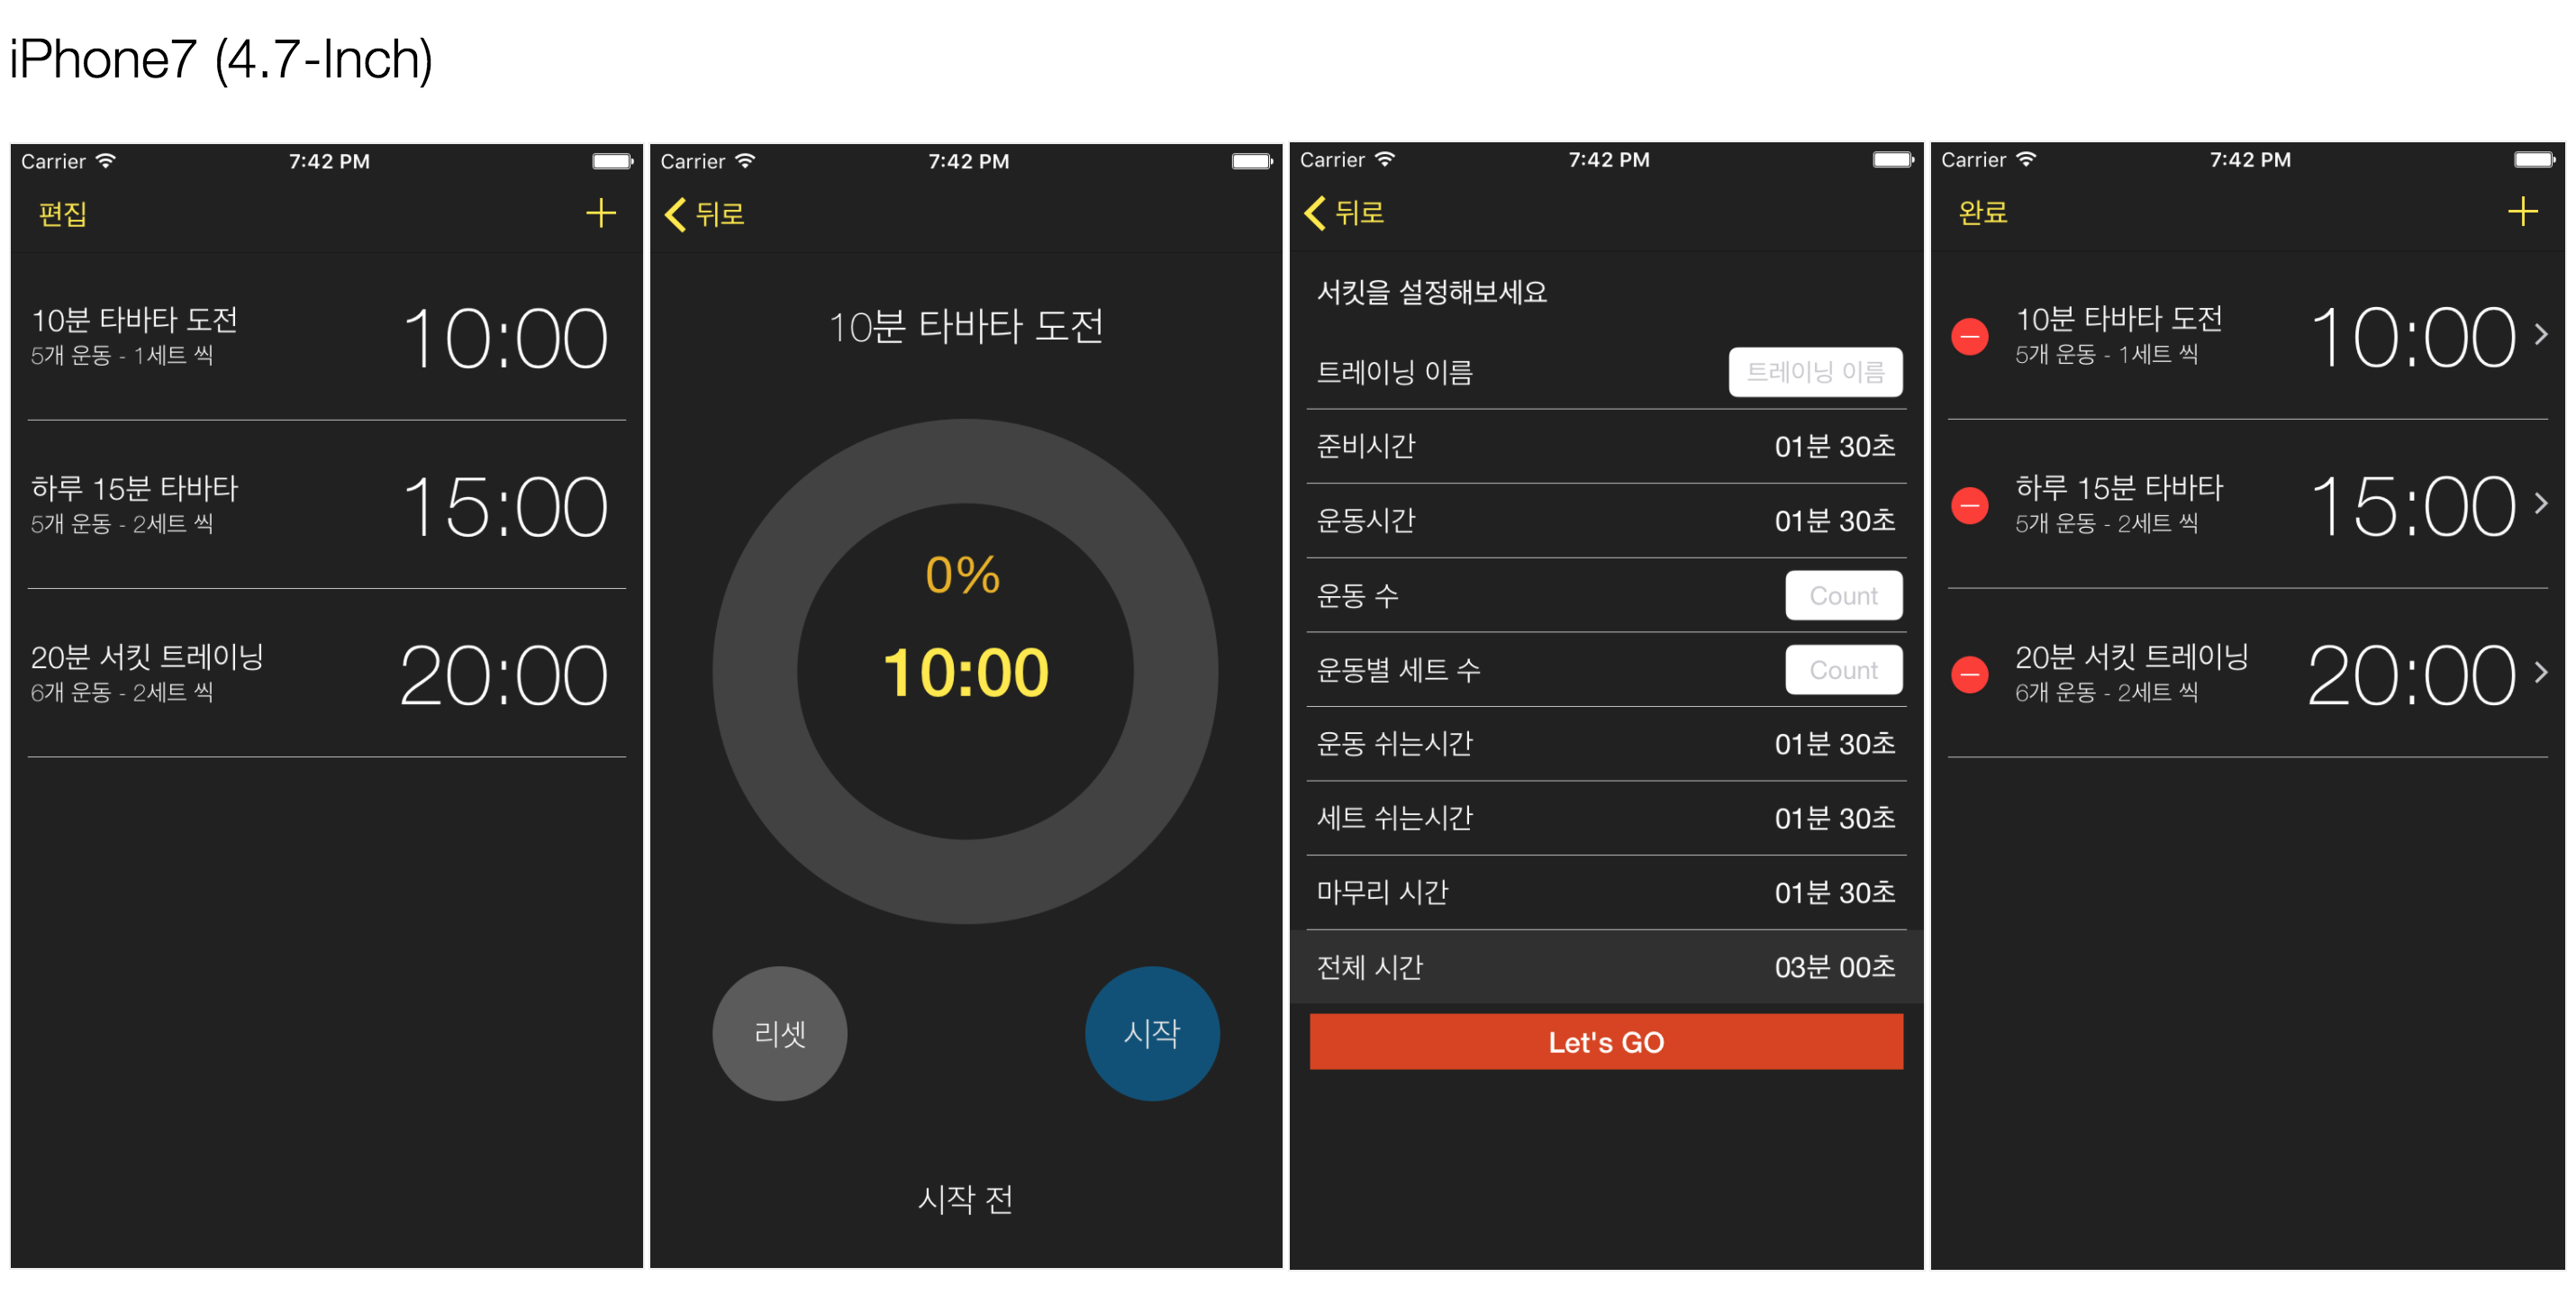 iPhone7 (4.7-Inch)
Carrier 7:42 PM
편집 +
10분 타바타 도전 10:00
5개 운동 - 1세트 씩
하루 15분 타바타 15:00
5개 운동 - 2세트 씩
20분 서킷 트레이닝 20:00
6개 운동 - 2세트 씩
Carrier 7:42 PM
뒤로
10분 타바타 도전
0%
10:00
리셋 시작
시작 전
Carrier 7:42 PM
뒤로
서킷을 설정해보세요
트레이닝 이름 트레이닝 이름
준비시간 01분 30초
운동시간 01분 30초
운동 수 Count
운동별 세트 수 Count
운동 쉬는시간 01분 30초
세트 쉬는시간 01분 30초
마무리 시간 01분 30초
전체 시간 03분 00초
Let's GO
Carrier 7:42 PM
완료 +
10분 타바타 도전 10:00
5개 운동 - 1세트 씩
하루 15분 타바타 15:00
5개 운동 - 2세트 씩
20분 서킷 트레이닝 20:00
6개 운동 - 2세트 씩